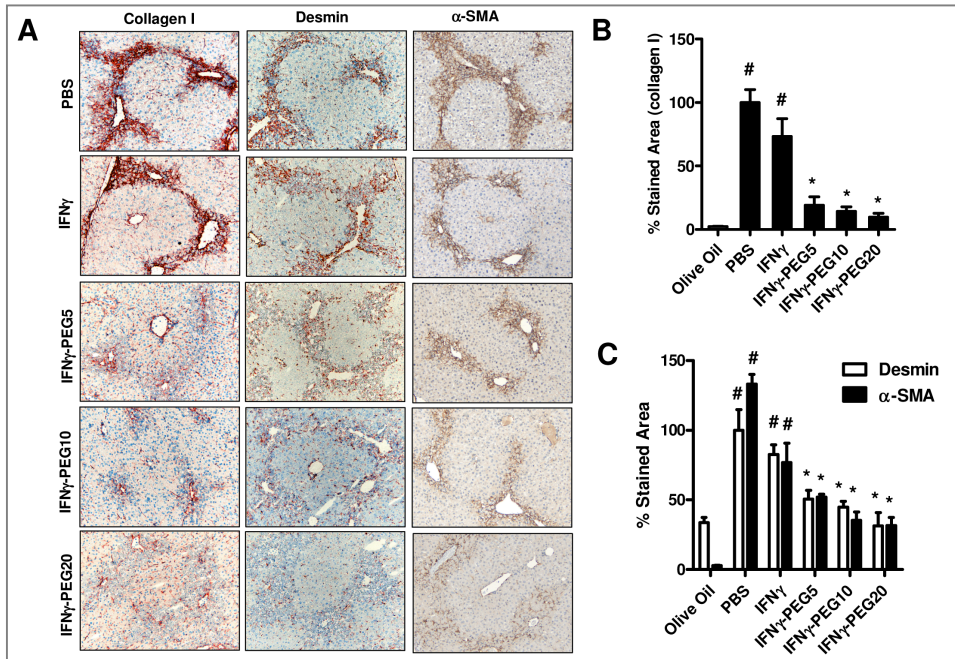 A
Collagen I Desmin α-SMA
PBS
IFNγ
IFNγ-PEG5
IFNγ-PEG10
IFNγ-PEG20
B
% Stained Area (collagen I)
150
100
50
0
# #
* * *
Olive Oil PBS IFNγ IFNγ-PEG5 IFNγ-PEG10 IFNγ-PEG20
C
% Stained Area
150
100
50
0
Desmin
α-SMA
# # # #
* * * * * *
Olive Oil PBS IFNγ IFNγ-PEG5 IFNγ-PEG10 IFNγ-PEG20